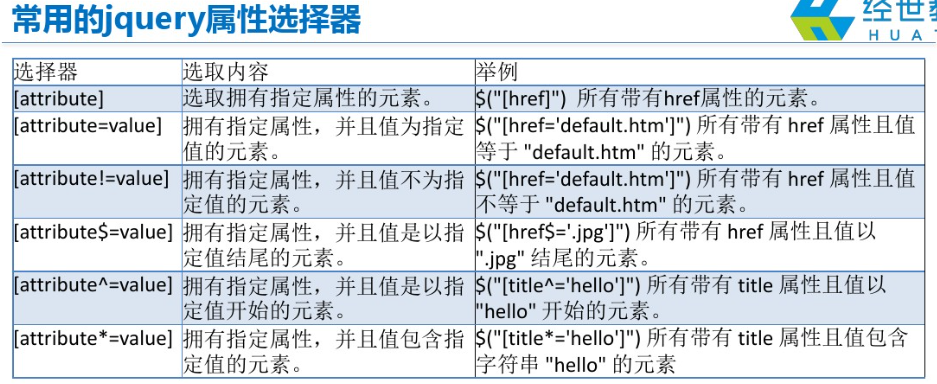 常用的jquery属性选择器
经世
HUA
选择器 选取内容 举例
[attribute] 选取拥有指定属性的元素。 $("[href]") 所有带有href属性的元素。
[attribute=value] 拥有指定属性，并且值为指定 $("[href='default.htm']") 所有带有 href 属性且值
值的元素。 等于 "default.htm" 的元素。
[attribute!=value] 拥有指定属性，并且值不为指 $("[href='default.htm']") 所有带有 href 属性且值
定值的元素。 不等于 "default.htm" 的元素。
[attribute$=value] 拥有指定属性，并且值是以指 $("[href$='.jpg']") 所有带有 href 属性且值以
定值结尾的元素。 ".jpg" 结尾的元素。
[attribute^=value] 拥有指定属性，并且值是以指 $("[title^='hello']") 所有带有 title 属性且值以
定值开始的元素。 "hello" 开始的元素。
[attribute*=value] 拥有指定属性，并且值包含指 $("[title*='hello']") 所有带有 title 属性且值包含
定值的元素。 字符串 "hello" 的元素